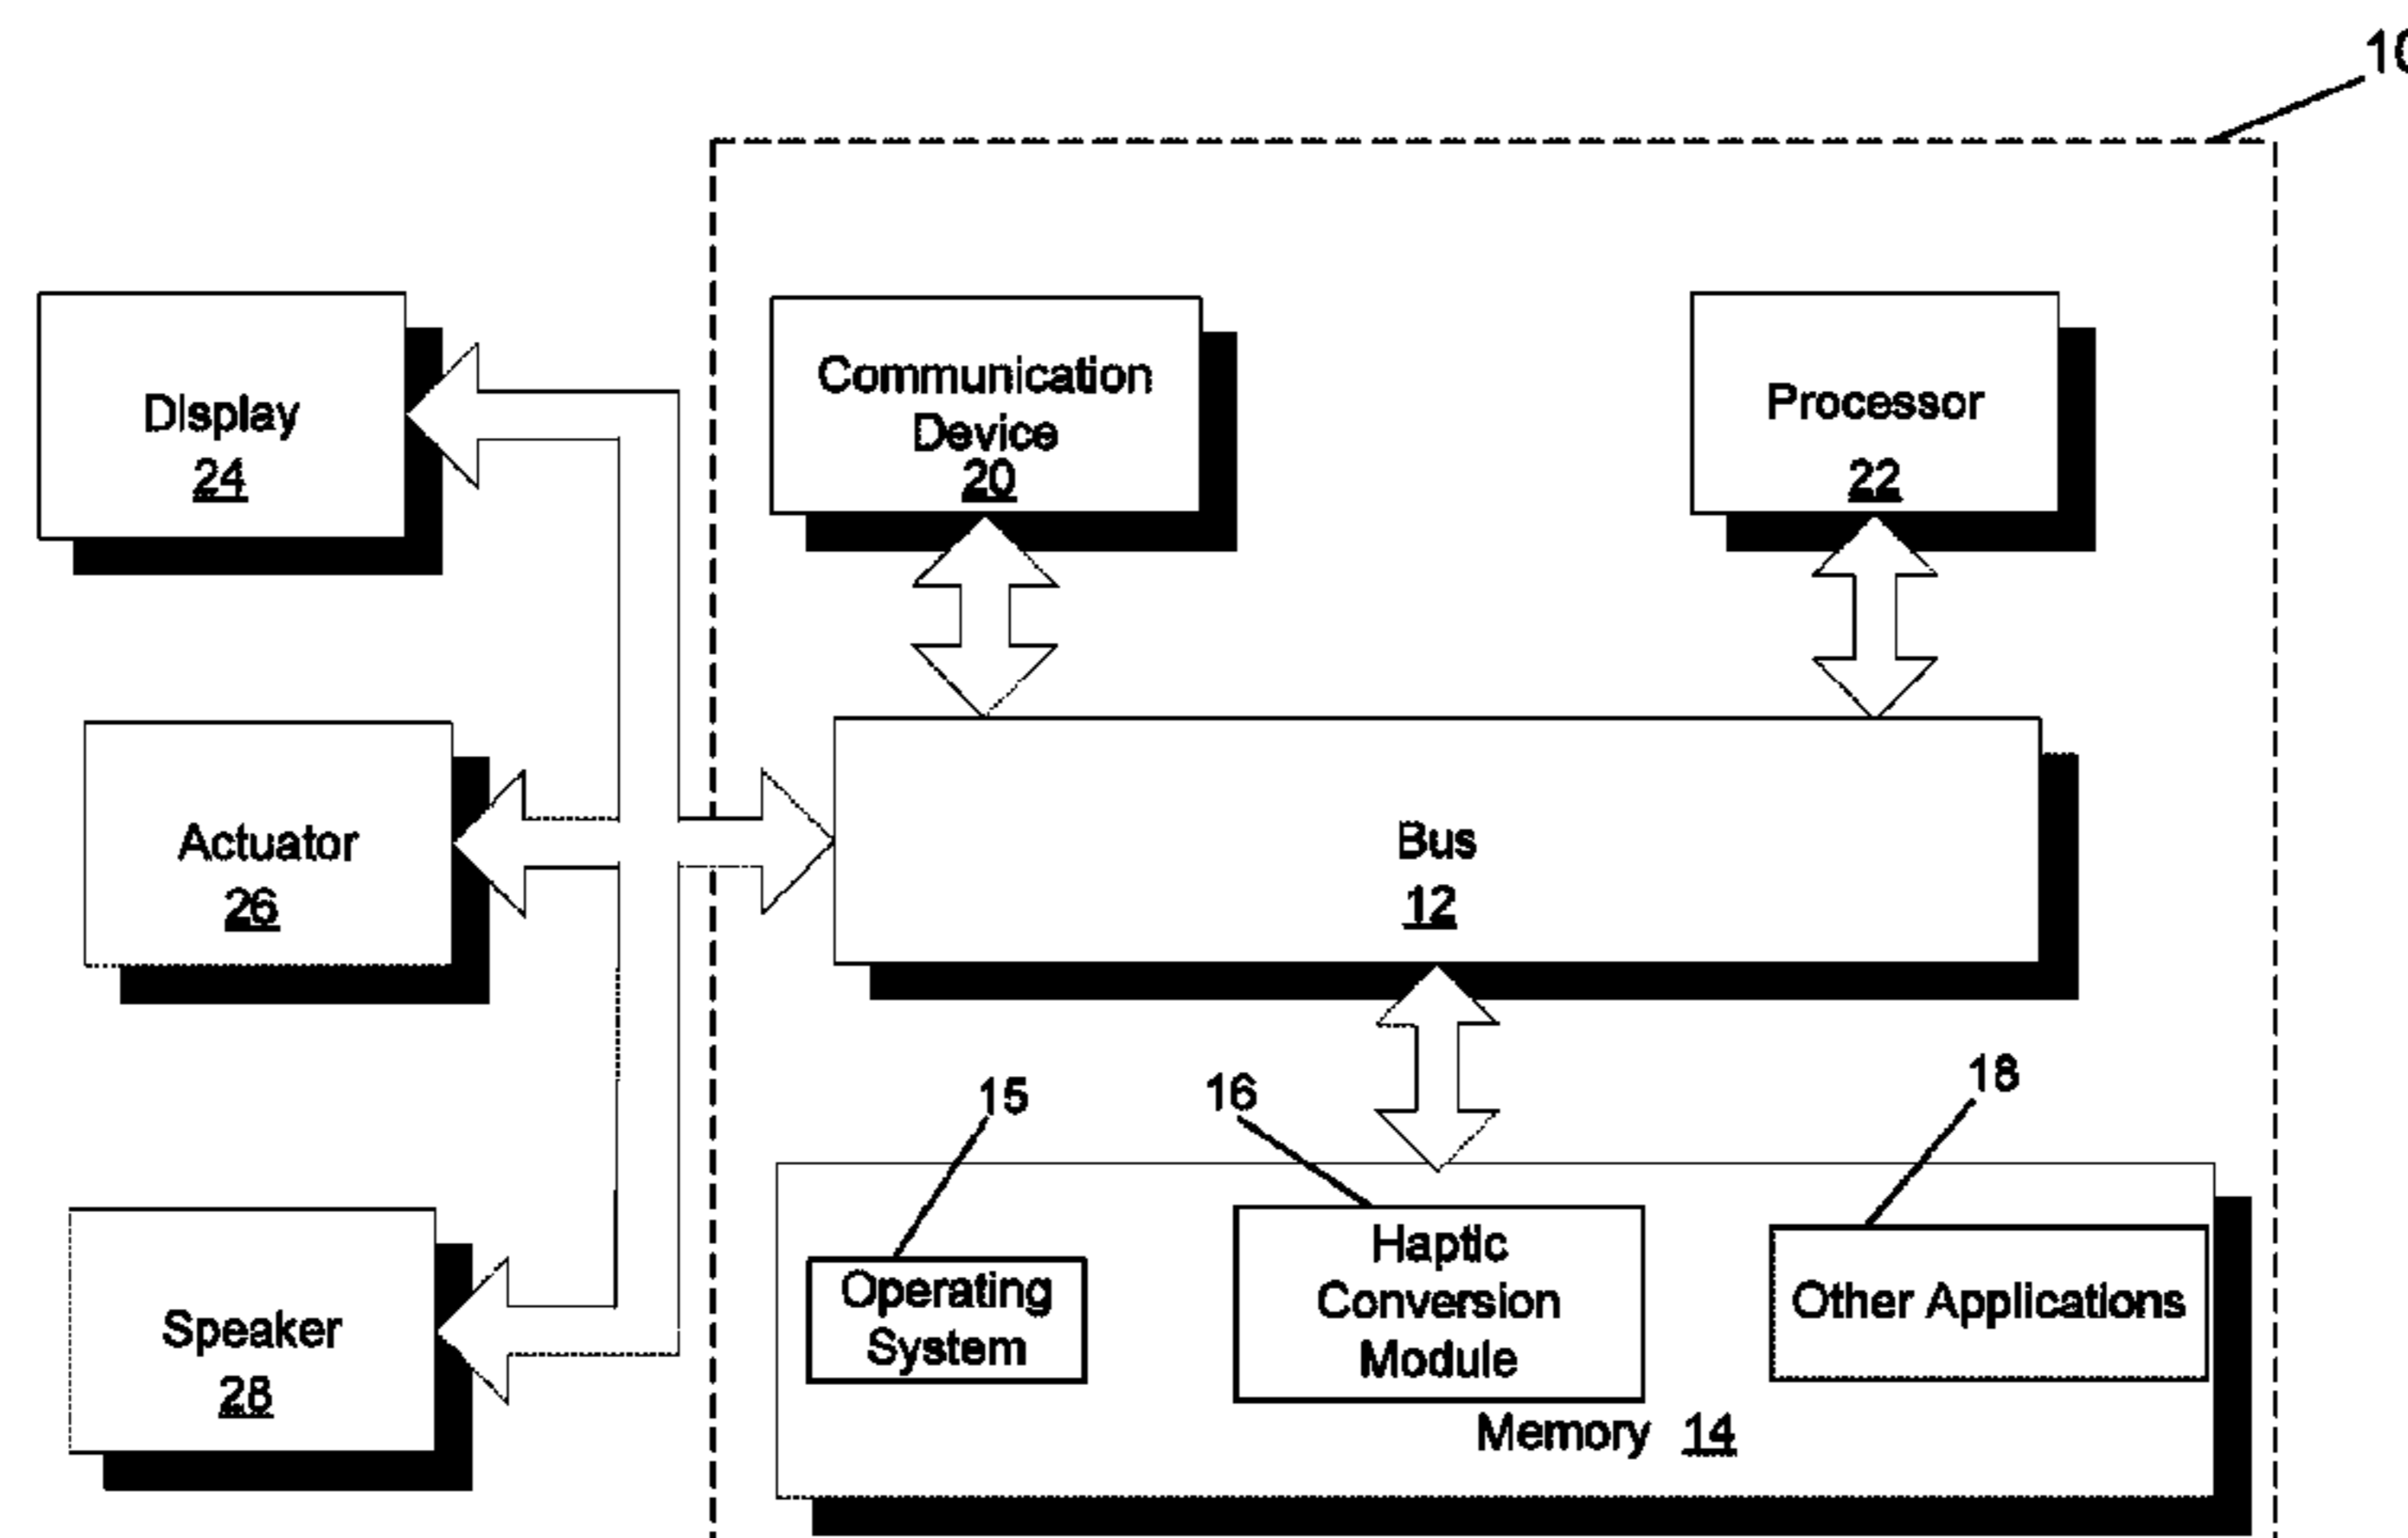 10
Display
24
Communication
Device
20
Processor
22
Actuator
26
Bus
12
15
16
18
Speaker
28
Operating
System
Haptic
Conversion
Module
Other Applications
Memory 14